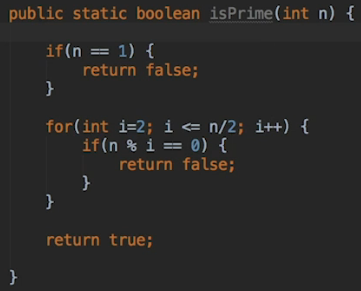 public static boolean isPrime(int n) {
if(n == 1) {
return false;
}
for(int i=2; i <= n/2; i++) {
if(n % i == 0) {
return false;
}
}
return true;
}